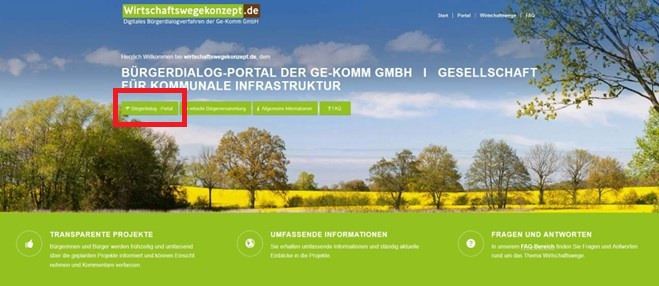 Wirtschaftswegekonzept.de
Digitales Bürgerdialogverfahren der Ge-Komm GmbH
Start | Portal | Wirtschaftswege | FAQ
Herzlich Willkommen bei wirtschaftswegekonzept.de, dem
BÜRGERDIALOG-PORTAL DER GE-KOMM GMBH I GESELLSCHAFT
FÜR KOMMUNALE INFRASTRUKTUR
Bürgerdialog - Portal
Bürgerversammlung
Allgemeine Informationen
FAQ
TRANSPARENTE PROJEKTE
Bürgerinnen und Bürger werden frühzeitig und umfassend
über die geplanten Projekte informiert und können Einsicht
nehmen und Kommentare verfassen.
UMFASSENDE INFORMATIONEN
Sie erhalten umfassende Informationen und ständig aktuelle
Einblicke in die Projekte.
FRAGEN UND ANTWORTEN
In unserem FAQ-Bereich finden Sie Fragen und Antworten
rund um das Thema Wirtschaftswege.